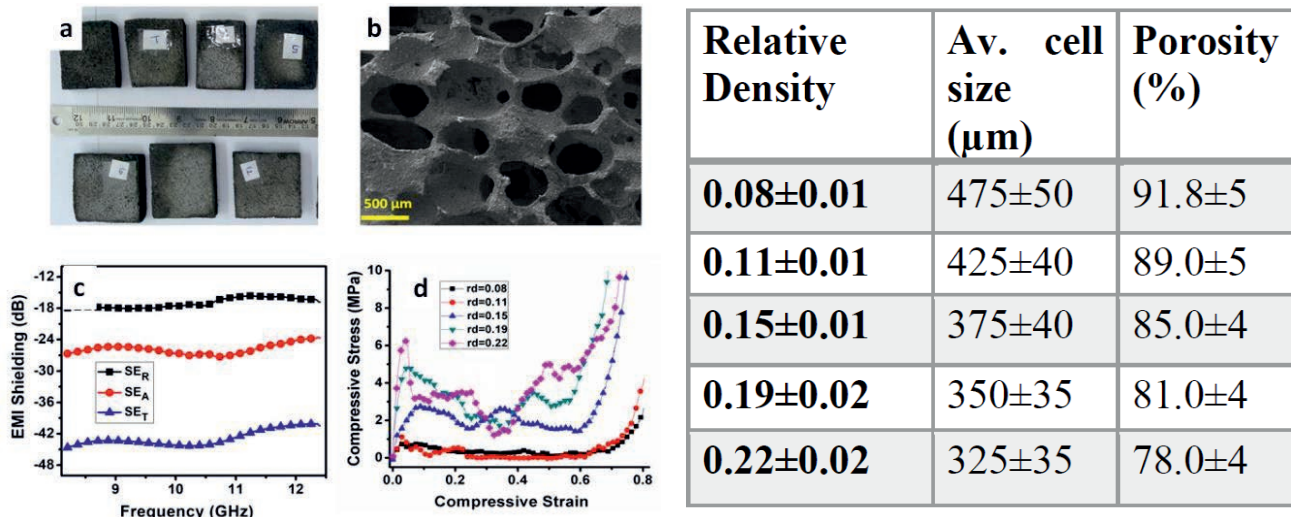 a
b
500 µm
-12
-18
-24
-30
-36
-42
-48
EMI Shielding (dB)
c
SE_R
SE_A
SE_T
9
10
11
12
Frequency (GHz)
10
8
6
4
2
0
Compressive Stress (MPa)
d
rd=0.08
rd=0.11
rd=0.15
rd=0.19
rd=0.22
0.0
0.2
0.4
0.6
0.8
Compressive Strain
Relative Av. cell Porosity
Density size (%)
(µm)
0.08±0.01 475±50 91.8±5
0.11±0.01 425±40 89.0±5
0.15±0.01 375±40 85.0±4
0.19±0.02 350±35 81.0±4
0.22±0.02 325±35 78.0±4